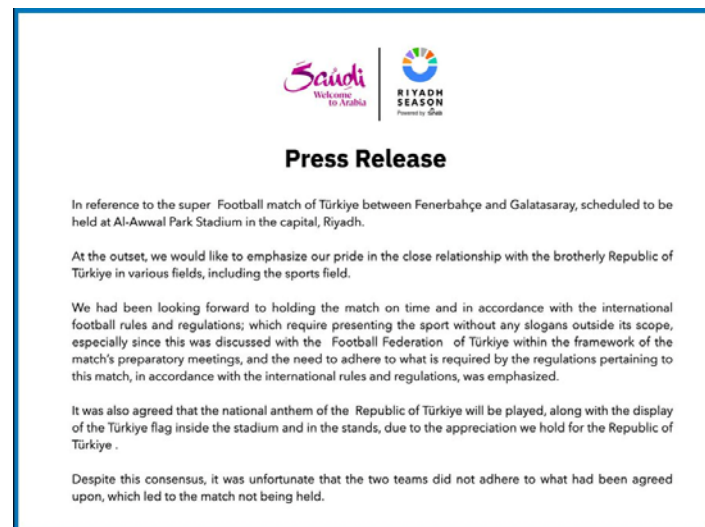 Saudi
Welcome
to Arabia
RIYADH
SEASON
Powered by
Press Release
In reference to the super Football match of Türkiye between Fenerbahçe and Galatasaray, scheduled to be
held at Al-Awwal Park Stadium in the capital, Riyadh.
At the outset, we would like to emphasize our pride in the close relationship with the brotherly Republic of
Türkiye in various fields, including the sports field.
We had been looking forward to holding the match on time and in accordance with the international
football rules and regulations; which require presenting the sport without any slogans outside its scope,
especially since this was discussed with the Football Federation of Türkiye within the framework of the
match's preparatory meetings, and the need to adhere to what is required by the regulations pertaining to
this match, in accordance with the international rules and regulations, was emphasized.
It was also agreed that the national anthem of the Republic of Türkiye will be played, along with the display
of the Türkiye flag inside the stadium and in the stands, due to the appreciation we hold for the Republic of
Türkiye .
Despite this consensus, it was unfortunate that the two teams did not adhere to what had been agreed
upon, which led to the match not being held.